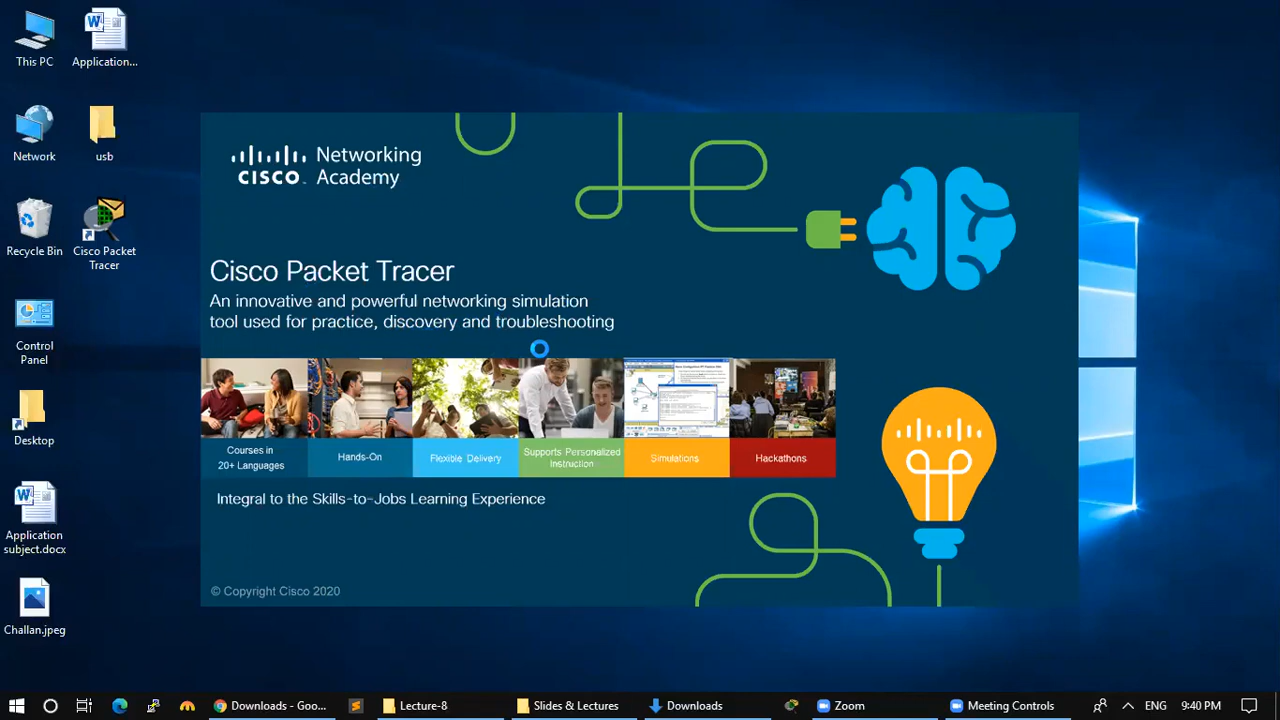 This PC
Application...
Network
usb
Recycle Bin
Cisco Packet
Tracer
Control
Panel
Desktop
Application
subject.docx
Challan.jpeg
CISCO
Networking
Academy
Cisco Packet Tracer
An innovative and powerful networking simulation
tool used for practice, discovery and troubleshooting
Courses in
20+ Languages
Hands-On
Flexible Delivery
Supports Personalized
Instruction
Simulations
Hackathons
Integral to the Skills-to-Jobs Learning Experience
© Copyright Cisco 2020
Downloads - Goo...
Lecture-8
Slides & Lectures
Downloads
Zoom
Meeting Controls
ENG
9:40 PM